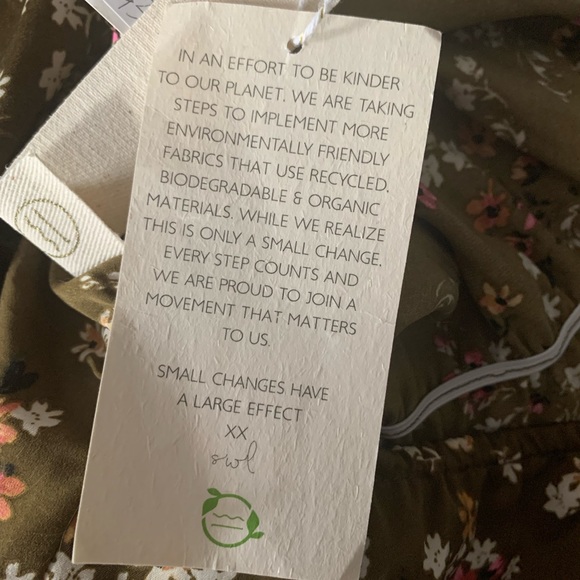 IN AN EFFORT TO BE KINDER
TO OUR PLANET. WE ARE TAKING
STEPS TO IMPLEMENT MORE
ENVIRONMENTALLY FRIENDLY
FABRICS THAT USE RECYCLED,
BIODEGRADABLE & ORGANIC
MATERIALS. WHILE WE REALIZE
THIS IS ONLY A SMALL CHANGE,
EVERY STEP COUNTS AND
WE ARE PROUD TO JOIN A
MOVEMENT THAT MATTERS
TO US.
SMALL CHANGES HAVE
A LARGE EFFECT
XX
swl